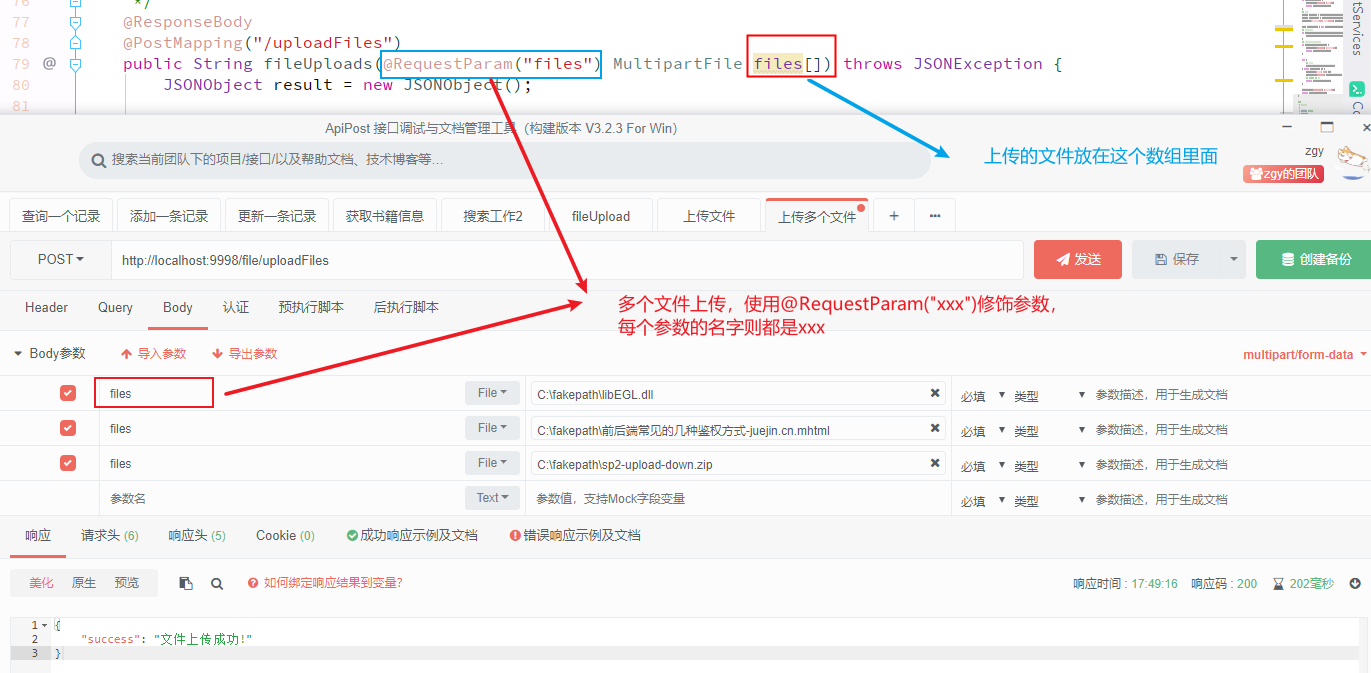 76 */
77 @ResponseBody
78 @PostMapping("/uploadFiles")
79 @ public String fileUploads(@RequestParam("files") MultipartFile files[]) throws JSONException {
80 JSONObject result = new JSONObject();
81
tServices
ApiPost 接口调试与文档管理工具（构建版本 V3.2.3 For Win）
搜索当前团队下的项目/接口/以及帮助文档、技术博客等...
上传的文件放在这个数组里面
zgy
zgy的团队
查询一个记录 添加一条记录 更新一条记录 获取书籍信息 搜索工作2 fileUpload 上传文件 上传多个文件 + ···
POST http://localhost:9998/file/uploadFiles 发送 保存 创建备份
Header Query Body 认证 预执行脚本 后执行脚本
多个文件上传，使用@RequestParam("xxx")修饰参数，
每个参数的名字则都是xxx
Body参数 导入参数 导出参数 multipart/form-data
files File C:\fakepath\libEGL.dll 必填 类型 参数描述，用于生成文档
files File C:\fakepath\前后端常见的几种鉴权方式-juejin.cn.mhtml 必填 类型 参数描述，用于生成文档
files File C:\fakepath\sp2-upload-down.zip 必填 类型 参数描述，用于生成文档
参数名 Text 参数值，支持Mock字段变量 必填 类型 参数描述，用于生成文档
响应 请求头 (6) 响应头 (5) Cookie (0) 成功响应示例及文档 错误响应示例及文档
美化 原生 预览 如何绑定响应结果到变量? 响应时间 : 17:49:16 响应码 : 200 202毫秒
1 {
2 "success": "文件上传成功!"
3 }